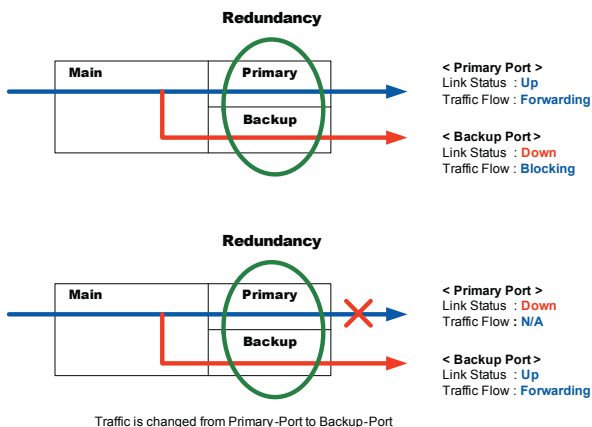 Redundancy
Main
Primary
Backup
< Primary Port >
Link Status : Up
Traffic Flow : Forwarding
< Backup Port >
Link Status : Down
Traffic Flow : Blocking
Redundancy
Main
Primary
Backup
< Primary Port >
Link Status : Down
Traffic Flow : N/A
< Backup Port >
Link Status : Up
Traffic Flow : Forwarding
Traffic is changed from Primary-Port to Backup-Port